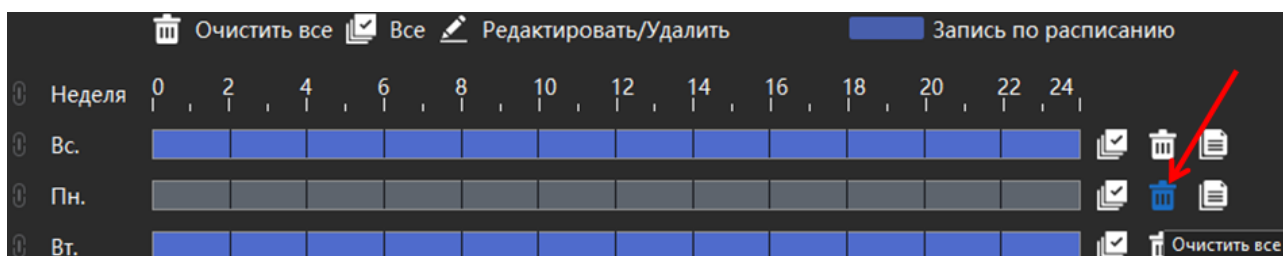 Очистить все Все Редактировать/Удалить Запись по расписанию
Неделя 0 2 4 6 8 10 12 14 16 18 20 22 24
Вс.
Пн.
Вт. Очистить все